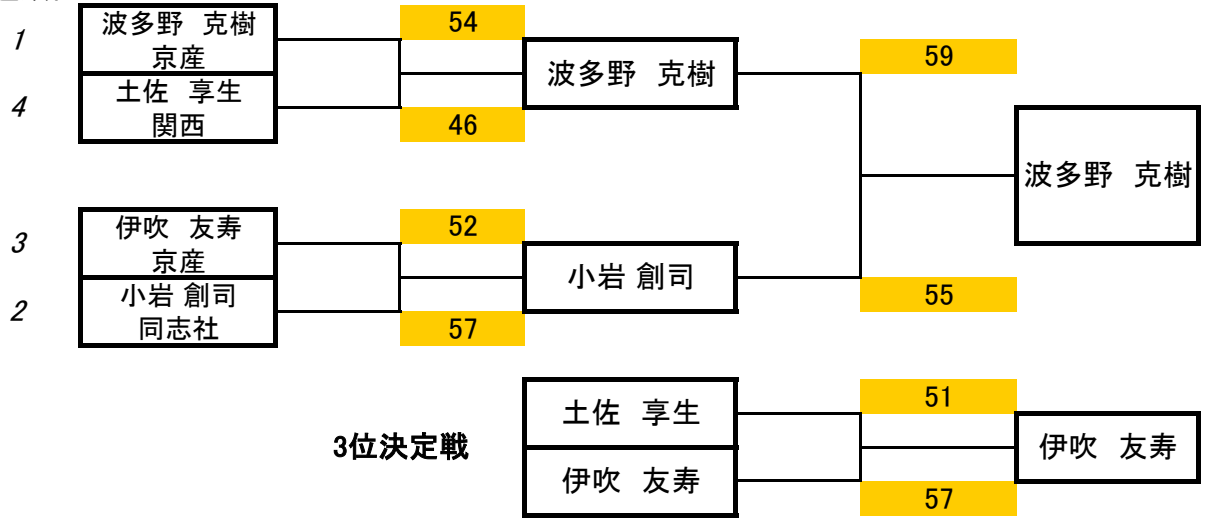 1
波多野　克樹
京産
54
波多野　克樹
59
4
土佐　享生
関西
46
波多野　克樹
3
伊吹　友寿
京産
52
小岩 創司
2
小岩 創司
同志社
57
55
3位決定戦
土佐　享生
51
伊吹　友寿
伊吹　友寿
57